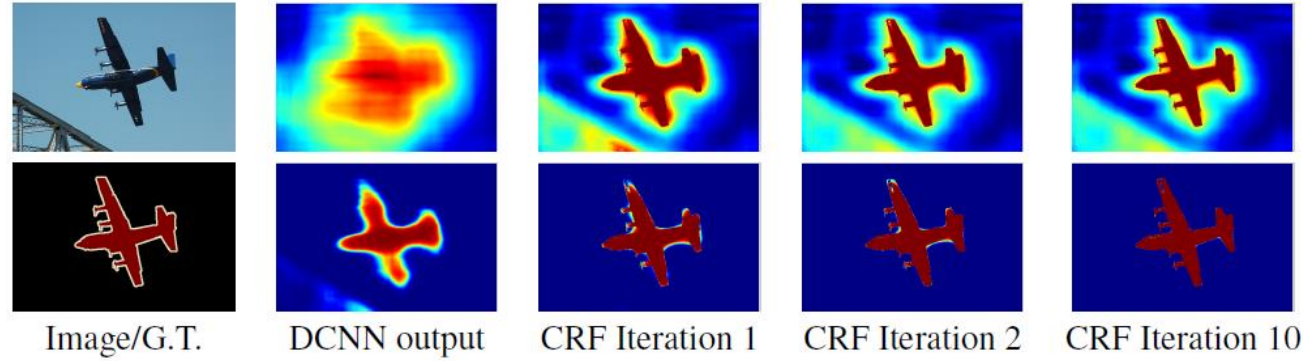 Image/G.T. DCNN output CRF Iteration 1 CRF Iteration 2 CRF Iteration 10